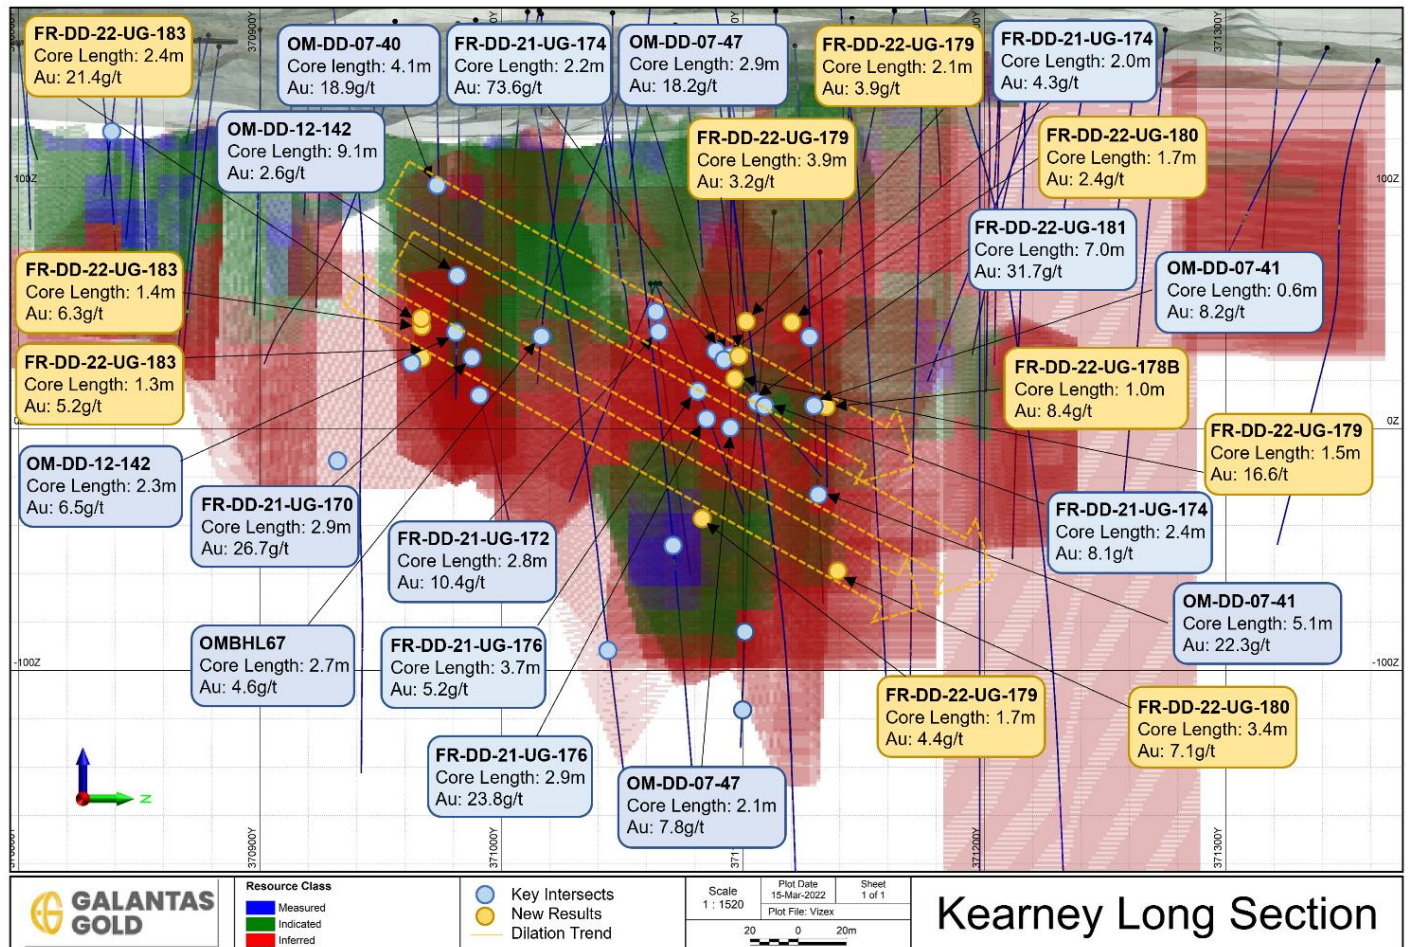 FR-DD-22-UG-183
Core Length: 2.4m
Au: 21.4g/t
OM-DD-07-40
Core length: 4.1m
Au: 18.9g/t
FR-DD-21-UG-174
Core Length: 2.2m
Au: 73.6g/t
OM-DD-07-47
Core Length: 2.9m
Au: 18.2g/t
FR-DD-22-UG-179
Core Length: 2.1m
Au: 3.9g/t
FR-DD-21-UG-174
Core Length: 2.0m
Au: 4.3g/t
370900Y
371300Y
OM-DD-12-142
Core Length: 9.1m
Au: 2.6g/t
FR-DD-22-UG-179
Core Length: 3.9m
Au: 3.2g/t
FR-DD-22-UG-180
Core Length: 1.7m
Au: 2.4g/t
100Z
100Z
FR-DD-22-UG-181
Core Length: 7.0m
Au: 31.7g/t
FR-DD-22-UG-183
Core Length: 1.4m
Au: 6.3g/t
OM-DD-07-41
Core Length: 0.6m
Au: 8.2g/t
FR-DD-22-UG-183
Core Length: 1.3m
Au: 5.2g/t
FR-DD-22-UG-178B
Core Length: 1.0m
Au: 8.4g/t
0Z
0Z
FR-DD-22-UG-179
Core Length: 1.5m
Au: 16.6g/t
OM-DD-12-142
Core Length: 2.3m
Au: 6.5g/t
FR-DD-21-UG-170
Core Length: 2.9m
Au: 26.7g/t
FR-DD-21-UG-172
Core Length: 2.8m
Au: 10.4g/t
FR-DD-21-UG-174
Core Length: 2.4m
Au: 8.1g/t
OM-DD-07-41
Core Length: 5.1m
Au: 22.3g/t
OMBHL67
Core Length: 2.7m
Au: 4.6g/t
FR-DD-21-UG-176
Core Length: 3.7m
Au: 5.2g/t
-100Z
-100Z
FR-DD-22-UG-179
Core Length: 1.7m
Au: 4.4g/t
FR-DD-22-UG-180
Core Length: 3.4m
Au: 7.1g/t
FR-DD-21-UG-176
Core Length: 2.9m
Au: 23.8g/t
OM-DD-07-47
Core Length: 2.1m
Au: 7.8g/t
N
370900Y
371000Y
371200Y
371300Y
GALANTAS
GOLD
Resource Class
Measured
Indicated
Inferred
Key Intersects
New Results
Dilation Trend
Scale
1 : 1520
Plot Date
15-Mar-2022
Sheet
1 of 1
Plot File: Vizex
20 0 20m
Kearney Long Section